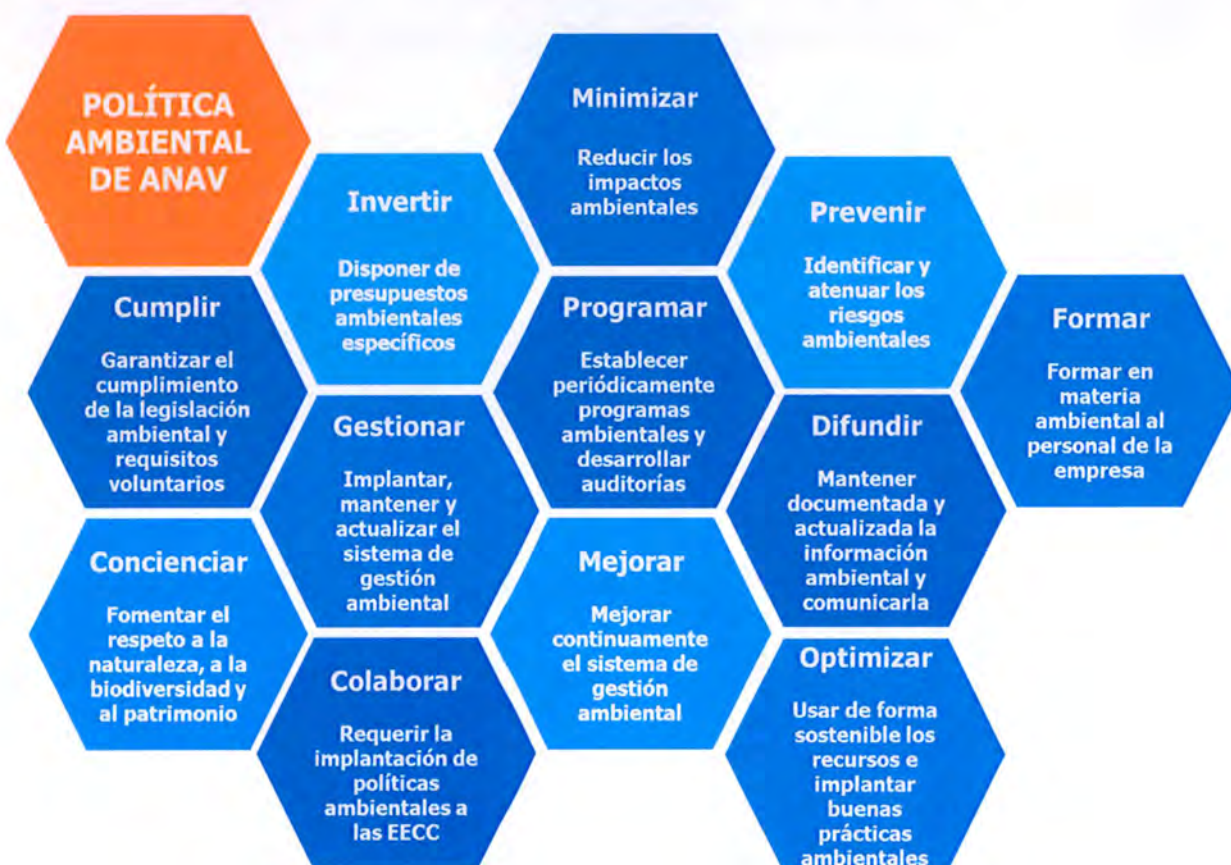 POLÍTICA
AMBIENTAL
DE ANAV
Minimizar
Reducir los
impactos
ambientales
Invertir
Disponer de
presupuestos
ambientales
específicos
Prevenir
Identificar y
atenuar los
riesgos
ambientales
Cumplir
Garantizar el
cumplimiento
de la legislación
ambiental y
requisitos
voluntarios
Programar
Establecer
periódicamente
programas
ambientales y
desarrollar
auditorías
Formar
Formar en
materia
ambiental al
personal de la
empresa
Gestionar
Implantar,
mantener y
actualizar el
sistema de
gestión
ambiental
Difundir
Mantener
documentada y
actualizada la
información
ambiental y
comunicarla
Concienciar
Fomentar el
respeto a la
naturaleza, a la
biodiversidad y
al patrimonio
Mejorar
Mejorar
continuamente
el sistema de
gestión
ambiental
Colaborar
Requerir la
implantación de
políticas
ambientales a
las EECC
Optimizar
Usar de forma
sostenible los
recursos e
implantar
buenas
prácticas
ambientales